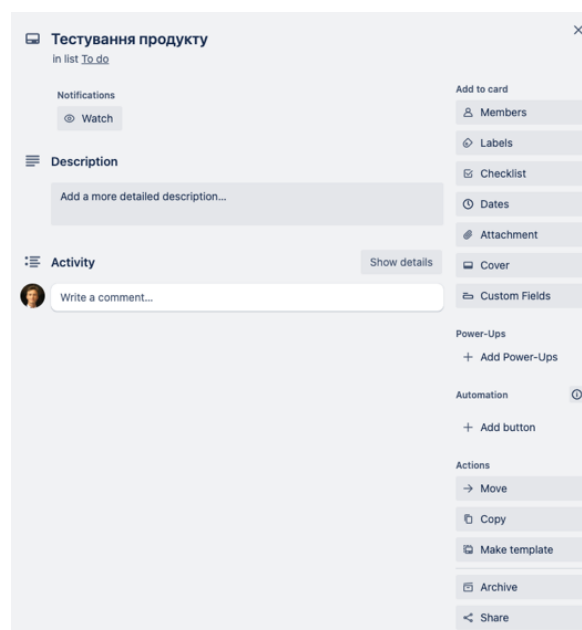 Тестування продукту
in list To do
Notifications
Watch
Description
Add a more detailed description...
Activity
Show details
Write a comment...
Add to card
Members
Labels
Checklist
Dates
Attachment
Cover
Custom Fields
Power-Ups
+ Add Power-Ups
Automation
+ Add button
Actions
→ Move
Copy
Make template
Archive
Share